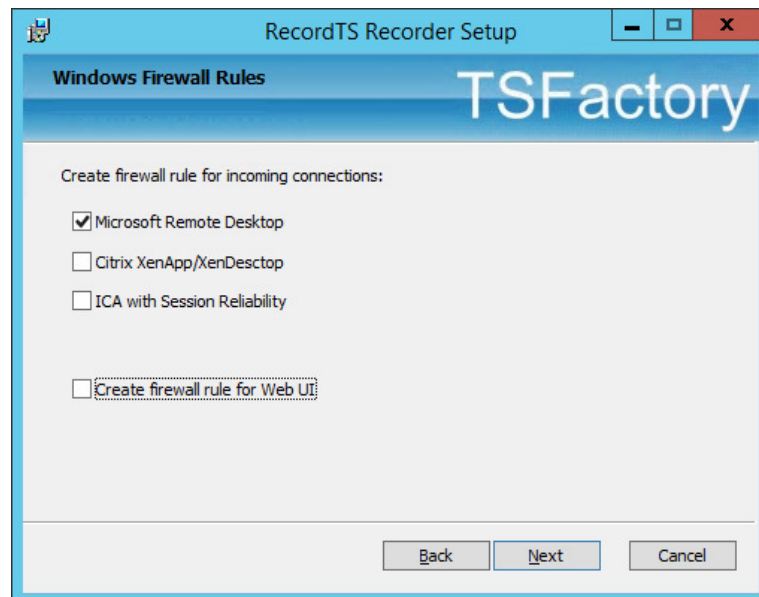 RecordTS Recorder Setup
Windows Firewall Rules
TSFactory
Create firewall rule for incoming connections:
Microsoft Remote Desktop
Citrix XenApp/XenDesctop
ICA with Session Reliability
Create firewall rule for Web UI
Back
Next
Cancel